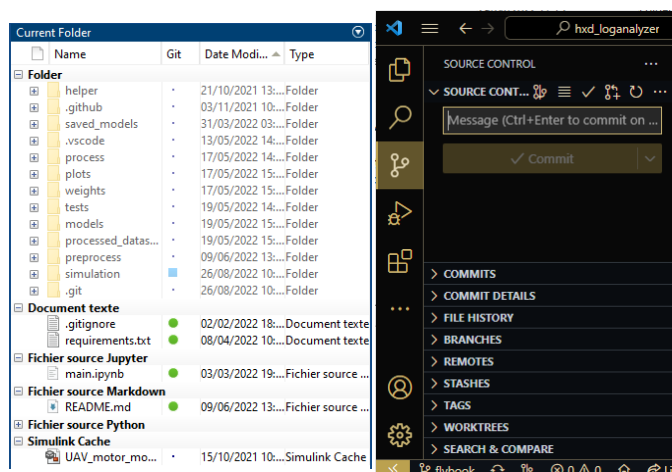 Current Folder
Name Git Date Modi... Type
Folder
helper 21/10/2021 13:... Folder
.github 03/11/2021 10:... Folder
saved_models 31/03/2022 03:... Folder
.vscode 13/05/2022 14:... Folder
process 17/05/2022 14:... Folder
plots 17/05/2022 15:... Folder
weights 17/05/2022 15:... Folder
tests 19/05/2022 14:... Folder
models 19/05/2022 15:... Folder
processed_datas... 19/05/2022 15:... Folder
preprocess 09/06/2022 13:... Folder
simulation 26/08/2022 10:... Folder
.git 26/08/2022 10:... Folder
Document texte
.gitignore 02/02/2022 18:... Document texte
requirements.txt 08/04/2022 10:... Document texte
Fichier source Jupyter
main.ipynb 03/03/2022 19:... Fichier source ...
Fichier source Markdown
README.md 09/06/2022 13:... Fichier source ...
Fichier source Python
Simulink Cache
UAV_motor_mo... 15/10/2021 10:... Simulink Cache
hxd_loganalyzer
SOURCE CONTROL ...
SOURCE CONT... ...
Message (Ctrl+Enter to commit on ...
Commit
COMMITS
COMMIT DETAILS
FILE HISTORY
BRANCHES
REMOTES
STASHES
TAGS
WORKTREES
SEARCH & COMPARE
flybook 0 0